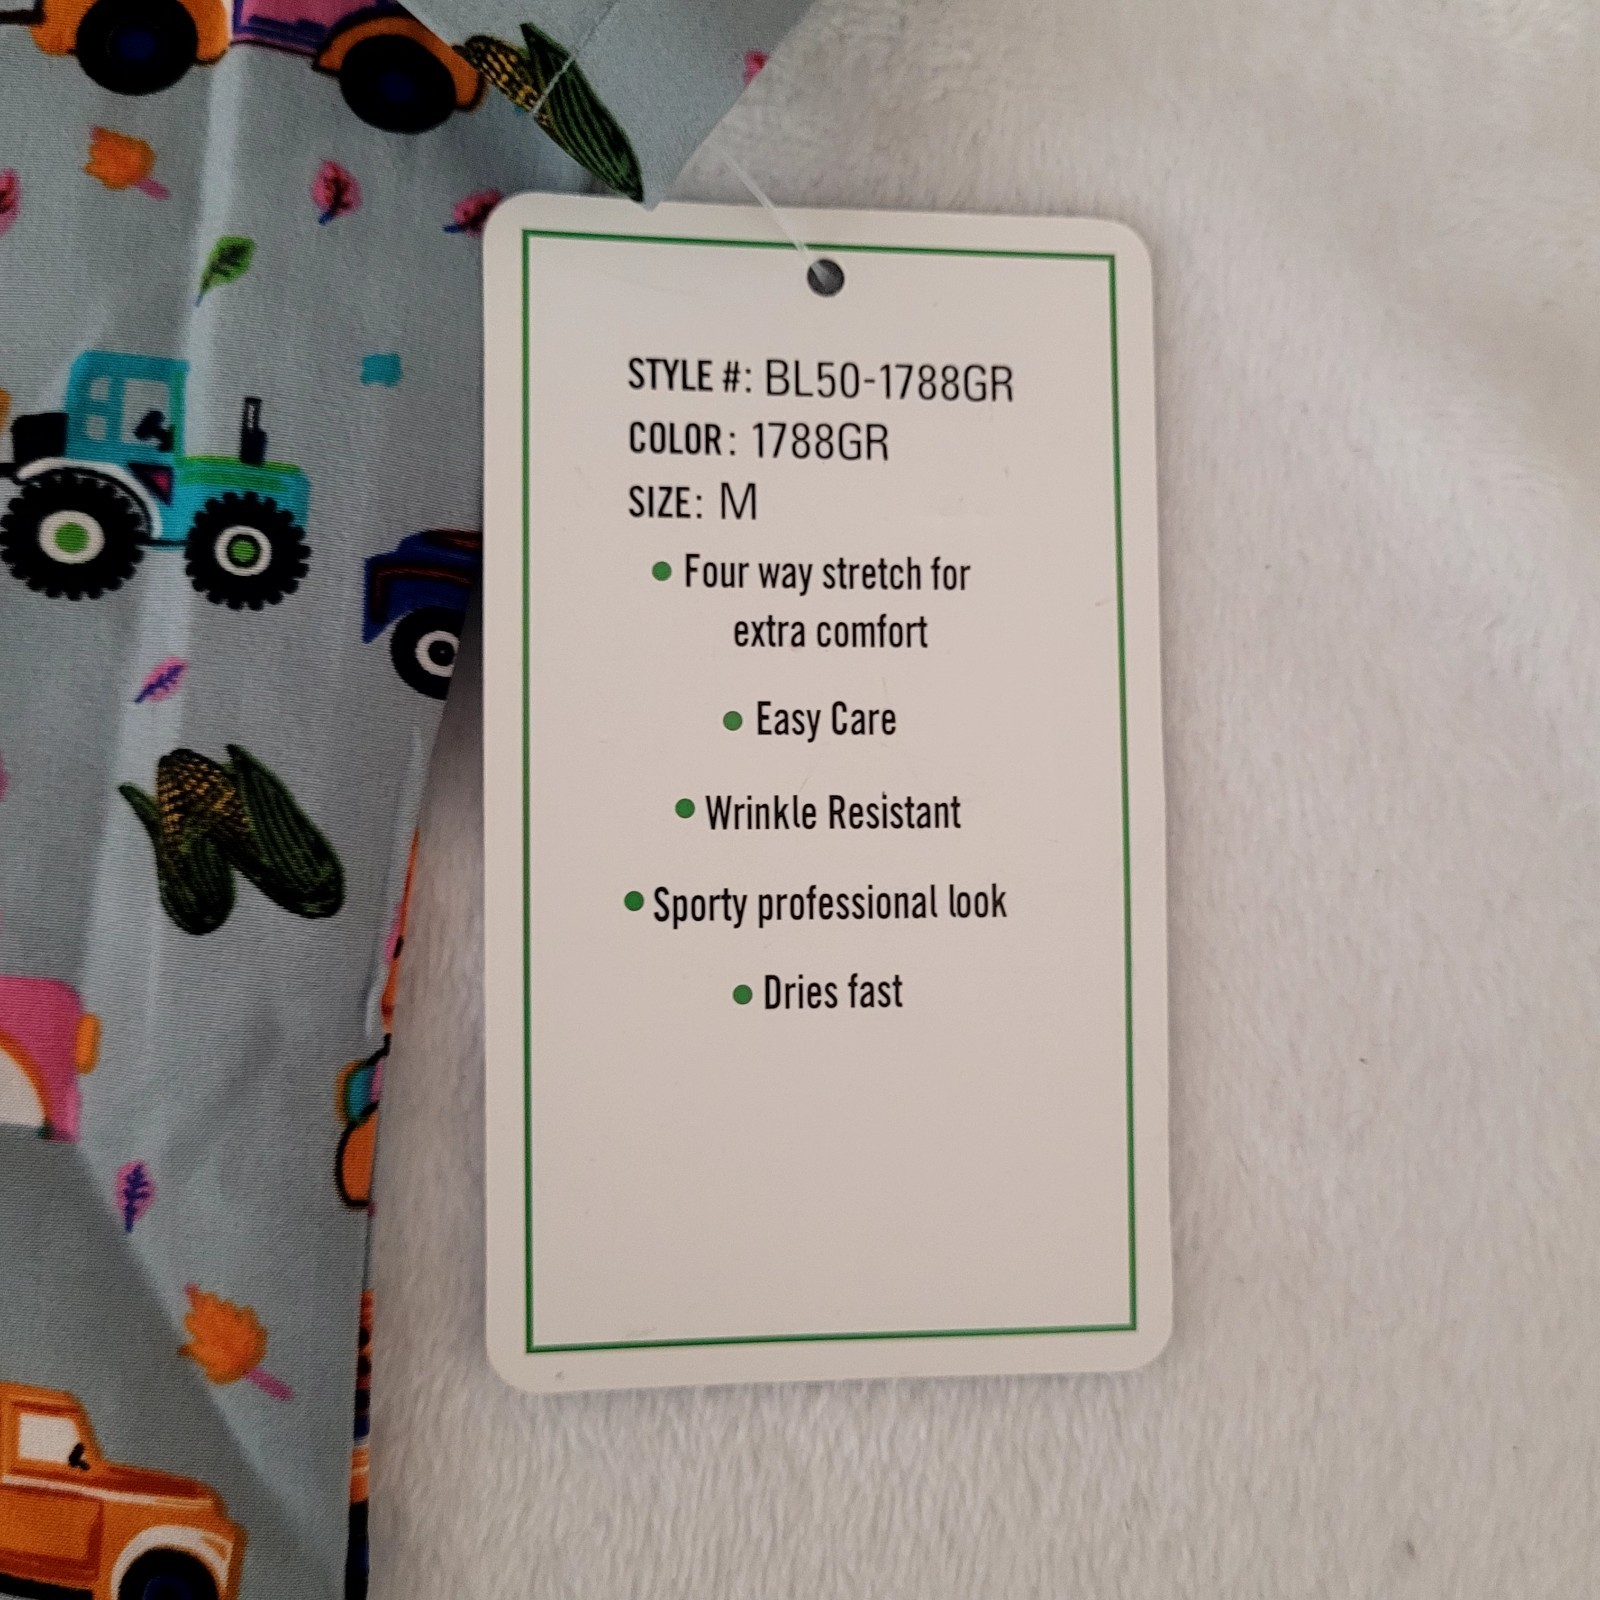 STYLE #: BL50-1788GR
COLOR: 1788GR
SIZE: M
• Four way stretch for
extra comfort
• Easy Care
• Wrinkle Resistant
• Sporty professional look
• Dries fast